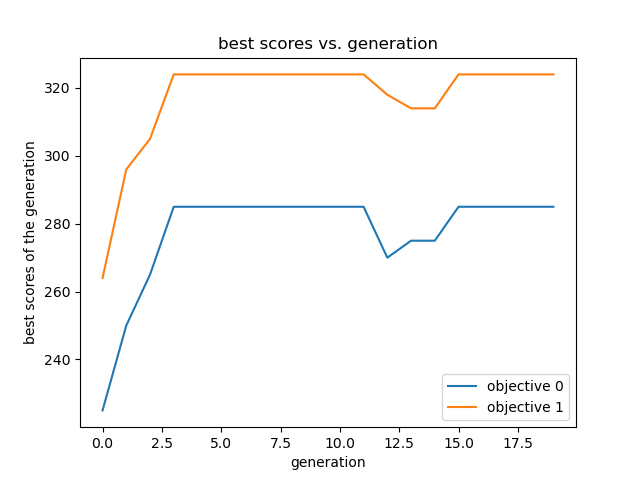 best scores vs. generation
best scores of the generation
320
300
280
260
240
0.0 2.5 5.0 7.5 10.0 12.5 15.0 17.5
generation
objective 0
objective 1